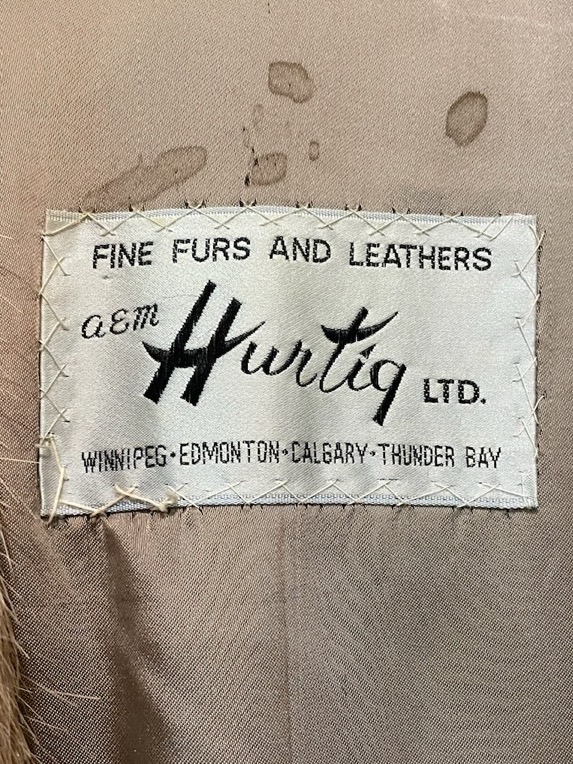 FINE FURS AND LEATHERS
a&m Hurtig LTD.
WINNIPEG·EDMONTON·CALGARY·THUNDER BAY